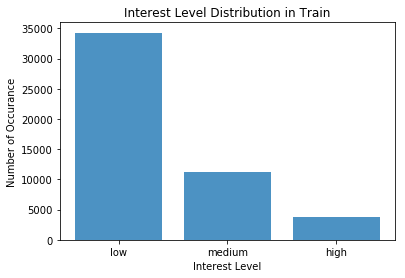 Interest Level Distribution in Train
Number of Occurance
35000
30000
25000
20000
15000
10000
5000
0
low medium high
Interest Level